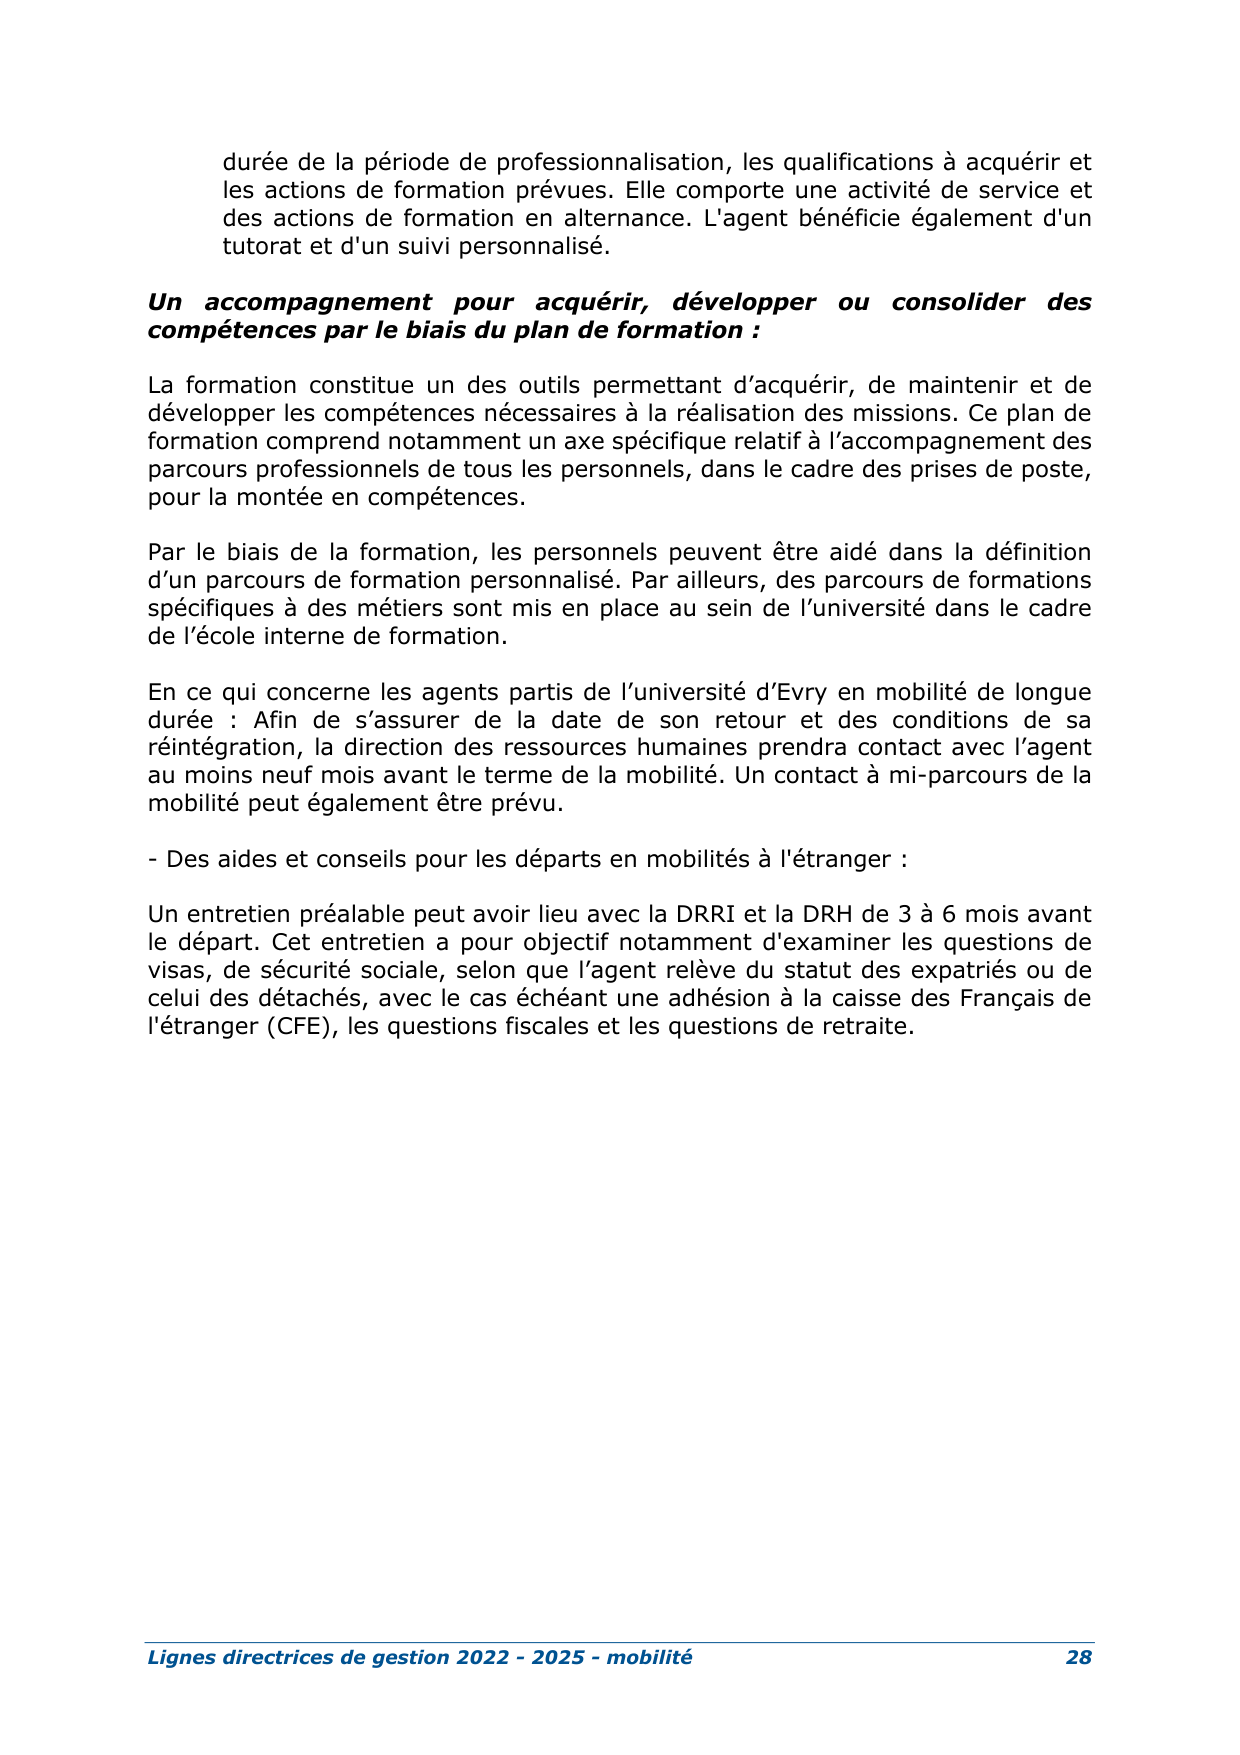 durée de la période de professionnalisation, les qualifications à acquérir et
les actions de formation prévues. Elle comporte une activité de service et
des actions de formation en alternance. L'agent bénéficie également d'un
tutorat et d'un suivi personnalisé.
Un accompagnement pour acquérir, développer ou consolider des
compétences par le biais du plan de formation :
La formation constitue un des outils permettant d’acquérir, de maintenir et de
développer les compétences nécessaires à la réalisation des missions. Ce plan de
formation comprend notamment un axe spécifique relatif à l’accompagnement des
parcours professionnels de tous les personnels, dans le cadre des prises de poste,
pour la montée en compétences.
Par le biais de la formation, les personnels peuvent être aidé dans la définition
d’un parcours de formation personnalisé. Par ailleurs, des parcours de formations
spécifiques à des métiers sont mis en place au sein de l’université dans le cadre
de l’école interne de formation.
En ce qui concerne les agents partis de l’université d’Evry en mobilité de longue
durée : Afin de s’assurer de la date de son retour et des conditions de sa
réintégration, la direction des ressources humaines prendra contact avec l’agent
au moins neuf mois avant le terme de la mobilité. Un contact à mi-parcours de la
mobilité peut également être prévu.
- Des aides et conseils pour les départs en mobilités à l'étranger :
Un entretien préalable peut avoir lieu avec la DRRI et la DRH de 3 à 6 mois avant
le départ. Cet entretien a pour objectif notamment d'examiner les questions de
visas, de sécurité sociale, selon que l’agent relève du statut des expatriés ou de
celui des détachés, avec le cas échéant une adhésion à la caisse des Français de
l'étranger (CFE), les questions fiscales et les questions de retraite.
Lignes directrices de gestion 2022 - 2025 - mobilité 28